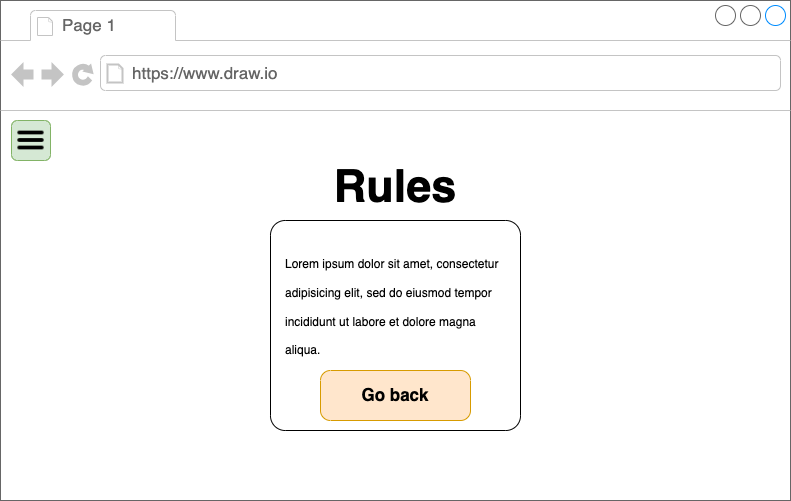 Page 1
https://www.draw.io
Rules
Lorem ipsum dolor sit amet, consectetur
adipisicing elit, sed do eiusmod tempor
incididunt ut labore et dolore magna
aliqua.
Go back